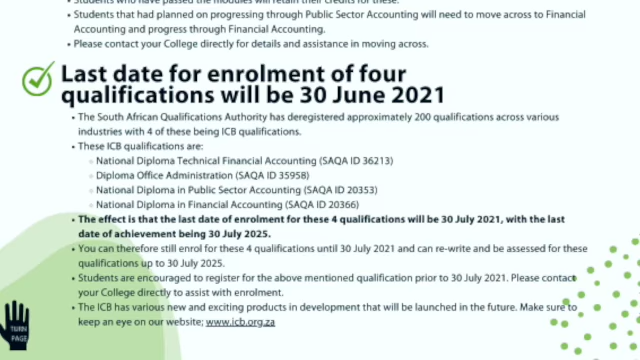 • Students who have passed the modules will retain their credits for these.
• Students that had planned on progressing through Public Sector Accounting will need to move across to Financial
Accounting and progress through Financial Accounting.
• Please contact your College directly for details and assistance in moving across.
Last date for enrolment of four
qualifications will be 30 June 2021
• The South African Qualifications Authority has deregistered approximately 200 qualifications across various
industries with 4 of these being ICB qualifications.
• These ICB qualifications are:
National Diploma Technical Financial Accounting (SAQA ID 36213)
Diploma Office Administration (SAQA ID 35958)
National Diploma in Public Sector Accounting (SAQA ID 20353)
National Diploma in Financial Accounting (SAQA ID 20366)
• The effect is that the last date of enrolment for these 4 qualifications will be 30 July 2021, with the last
date of achievement being 30 July 2025.
• You can therefore still enrol for these 4 qualifications until 30 July 2021 and can re-write and be assessed for these
qualifications up to 30 July 2025.
• Students are encouraged to register for the above mentioned qualification prior to 30 July 2021. Please contact
your College directly to assist with enrolment.
• The ICB has various new and exciting products in development that will be launched in the future. Make sure to
keep an eye on our website; www.icb.org.za
TURN
PAGE